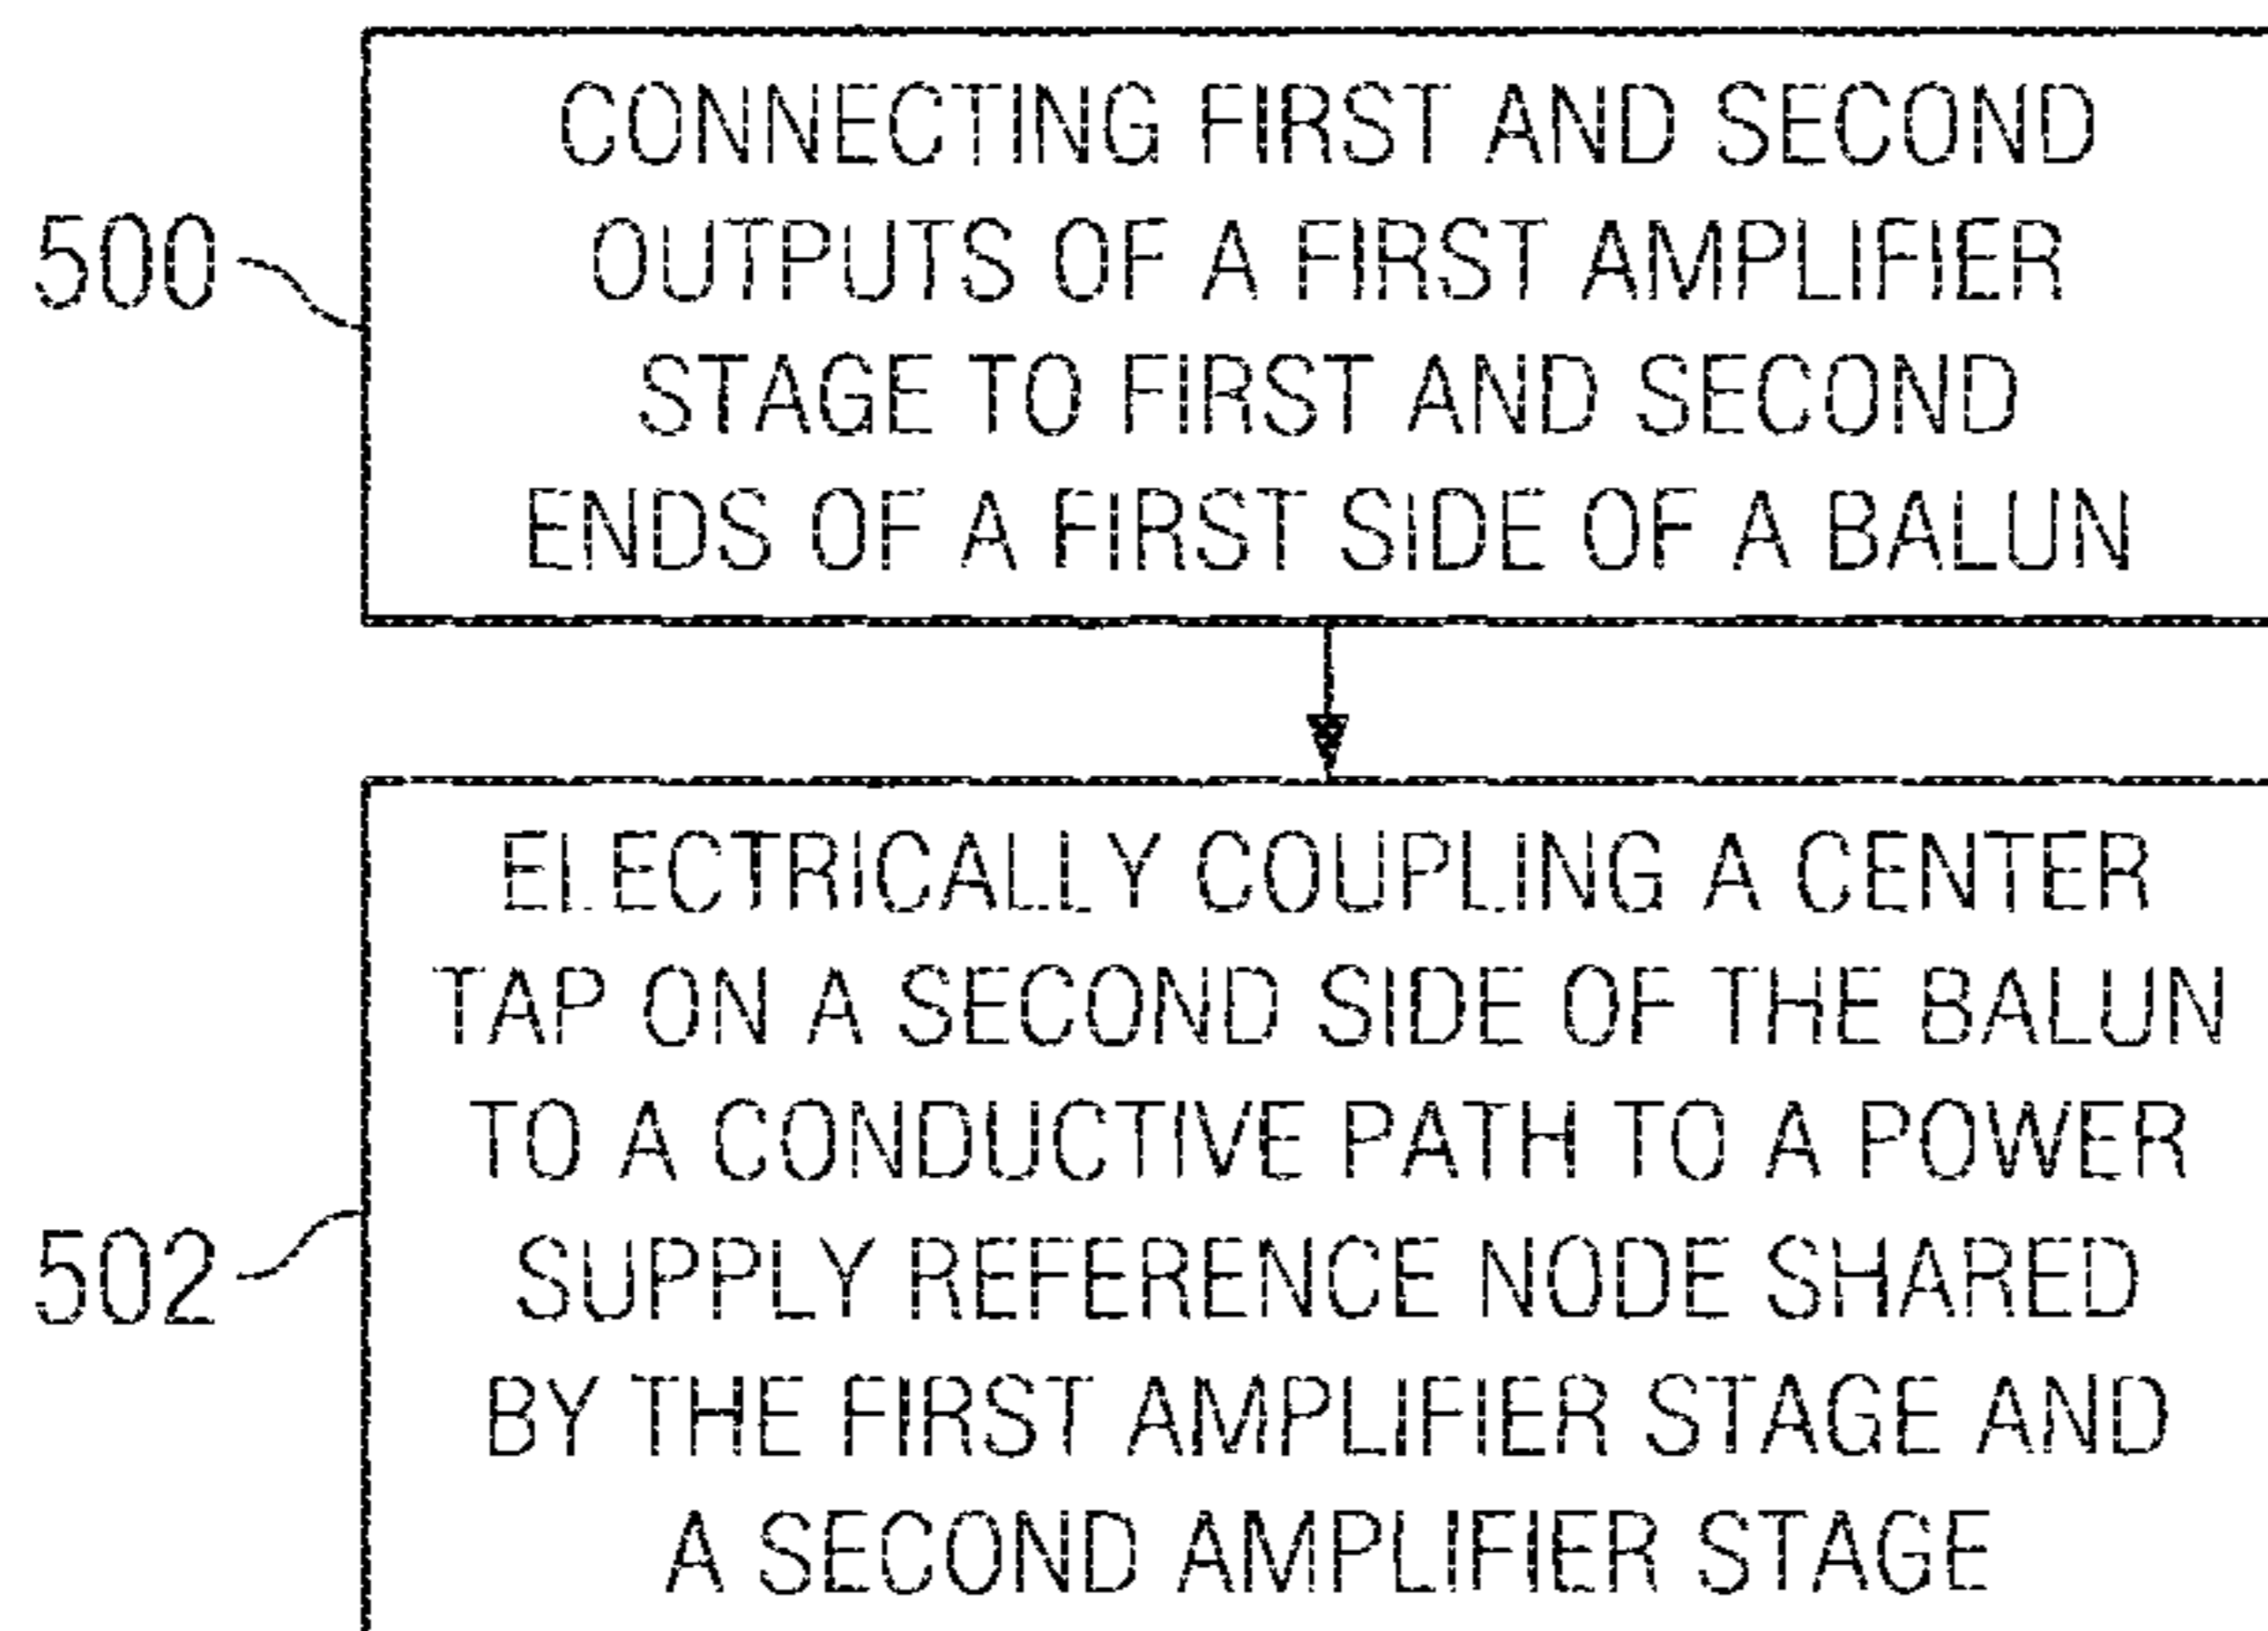 CONNECTING FIRST AND SECOND
OUTPUTS OF A FIRST AMPLIFIER
STAGE TO FIRST AND SECOND
ENDS OF A FIRST SIDE OF A BALUN
500
ELECTRICALLY COUPLING A CENTER
TAP ON A SECOND SIDE OF THE BALUN
TO A CONDUCTIVE PATH TO A POWER
SUPPLY REFERENCE NODE SHARED
BY THE FIRST AMPLIFIER STAGE AND
A SECOND AMPLIFIER STAGE
502